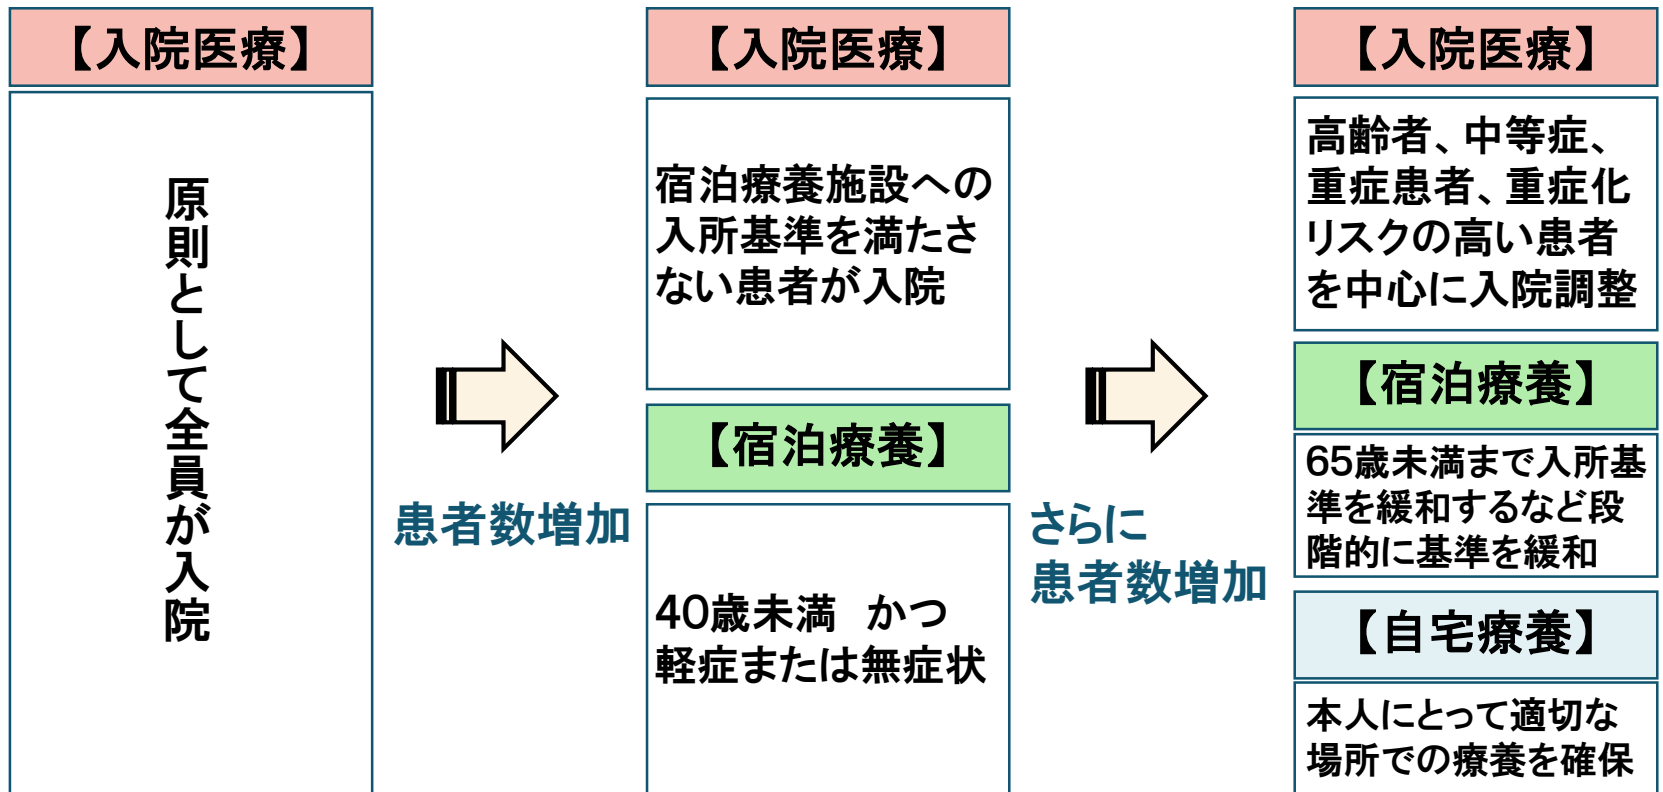 【入院医療】
原則として全員が入院
患者数増加
【入院医療】
宿泊療養施設への
入所基準を満たさ
ない患者が入院
【宿泊療養】
40歳未満　かつ
軽症または無症状
さらに
患者数増加
【入院医療】
高齢者、中等症、
重症患者、重症化
リスクの高い患者
を中心に入院調整
【宿泊療養】
65歳未満まで入所基
準を緩和するなど段
階的に基準を緩和
【自宅療養】
本人にとって適切な
場所での療養を確保